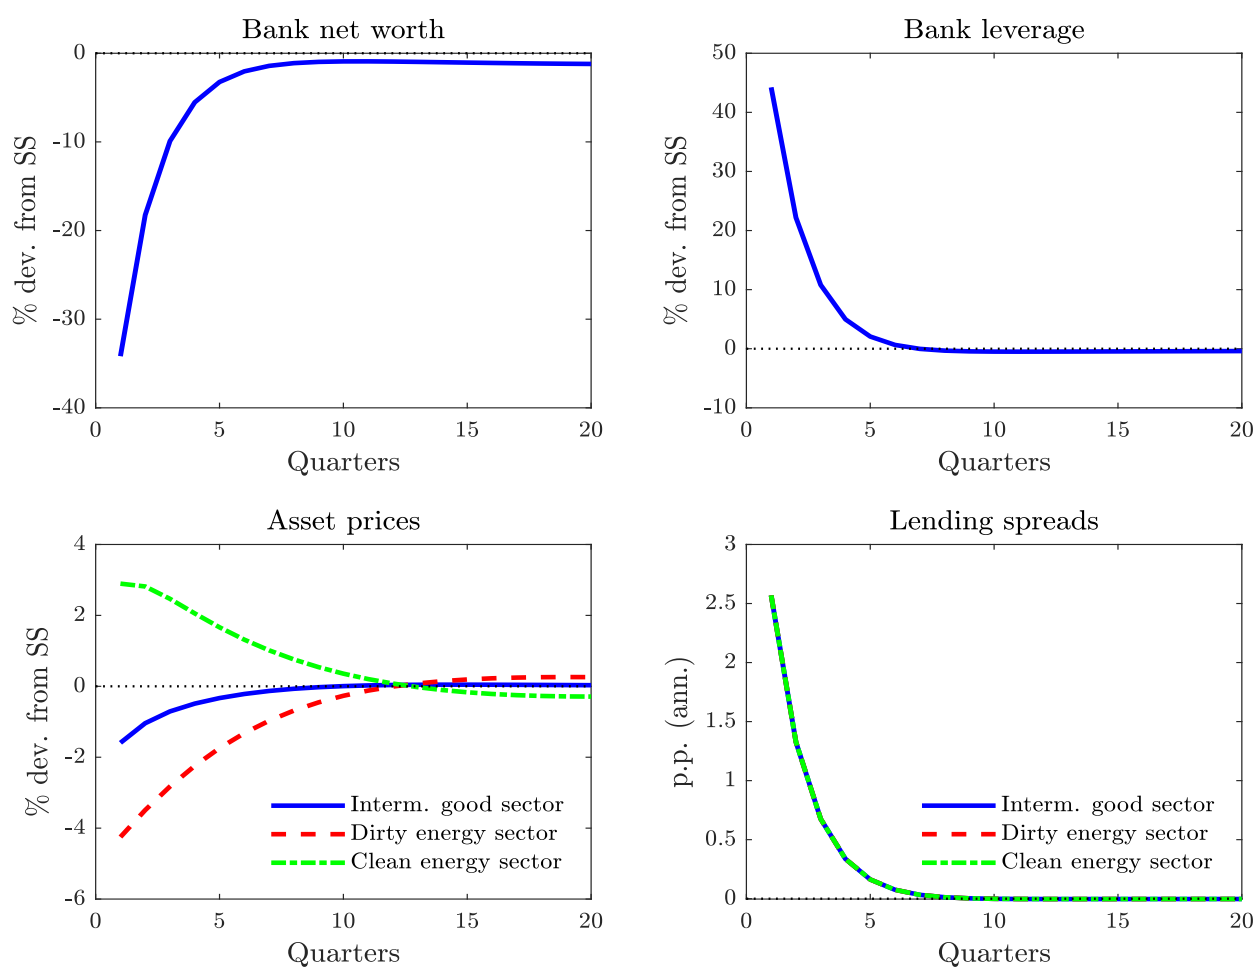 Bank net worth
0
-10
-20
-30
-40
% dev. from SS
0
5
10
15
20
Quarters
Bank leverage
50
40
30
20
10
0
-10
% dev. from SS
0
5
10
15
20
Quarters
Asset prices
4
2
0
-2
-4
-6
% dev. from SS
Interm. good sector
Dirty energy sector
Clean energy sector
0
5
10
15
20
Quarters
Lending spreads
3
2.5
2
1.5
1
0.5
0
p.p. (ann.)
Interm. good sector
Dirty energy sector
Clean energy sector
0
5
10
15
20
Quarters